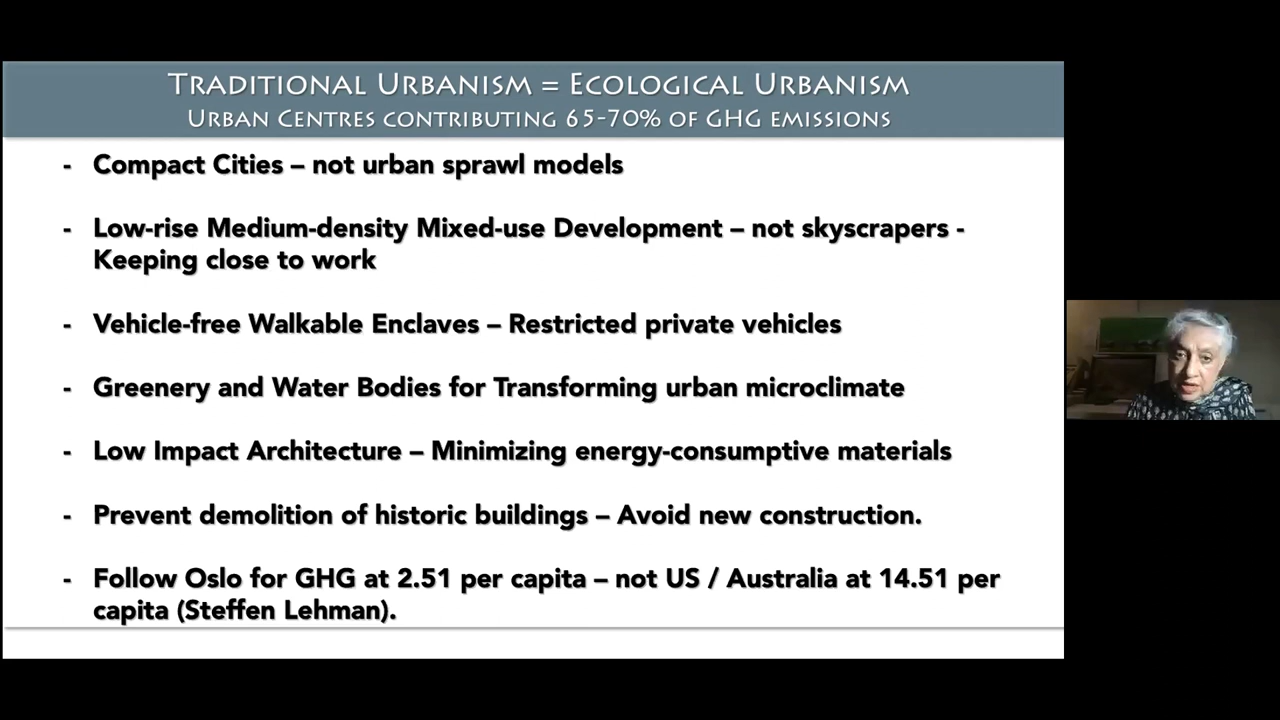 TRADITIONAL URBANISM = ECOLOGICAL URBANISM
URBAN CENTRES CONTRIBUTING 65-70% OF GHG EMISSIONS
- Compact Cities – not urban sprawl models
- Low-rise Medium-density Mixed-use Development – not skyscrapers -
Keeping close to work
- Vehicle-free Walkable Enclaves – Restricted private vehicles
- Greenery and Water Bodies for Transforming urban microclimate
- Low Impact Architecture – Minimizing energy-consumptive materials
- Prevent demolition of historic buildings – Avoid new construction.
- Follow Oslo for GHG at 2.51 per capita – not US / Australia at 14.51 per
capita (Steffen Lehman).